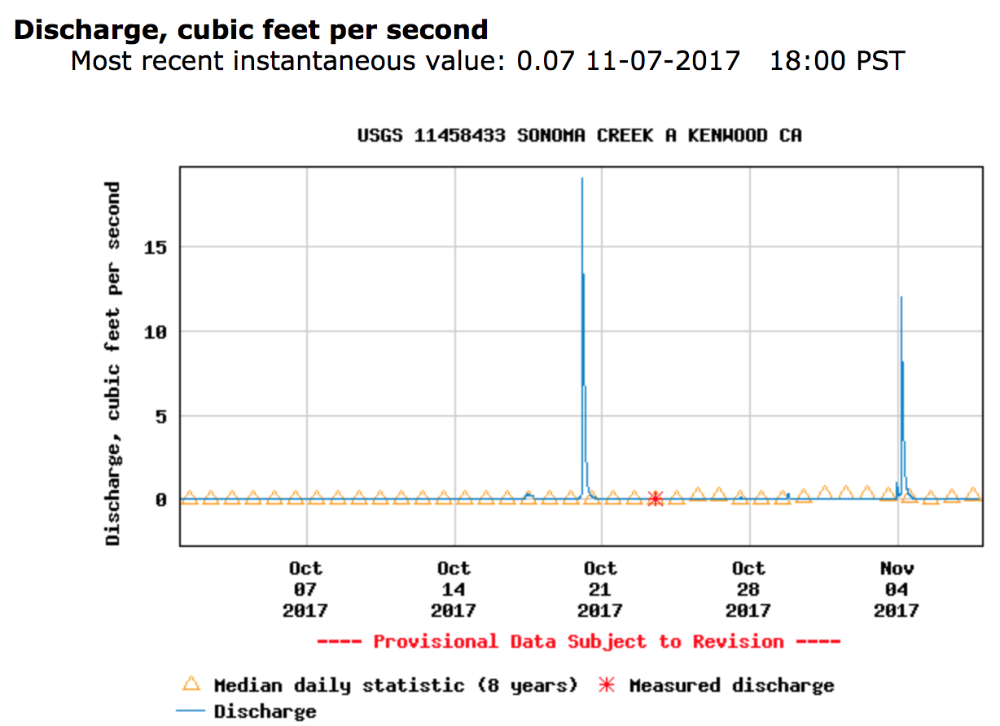 Discharge, cubic feet per second
Most recent instantaneous value: 0.07 11-07-2017 18:00 PST
USGS 11458433 SONOMA CREEK A KENWOOD CA
Discharge, cubic feet per second
15
10
5
0
Oct Oct Oct Oct Nov
07 14 21 28 04
2017 2017 2017 2017 2017
---- Provisional Data Subject to Revision ----
Median daily statistic (8 years) Measured discharge
Discharge